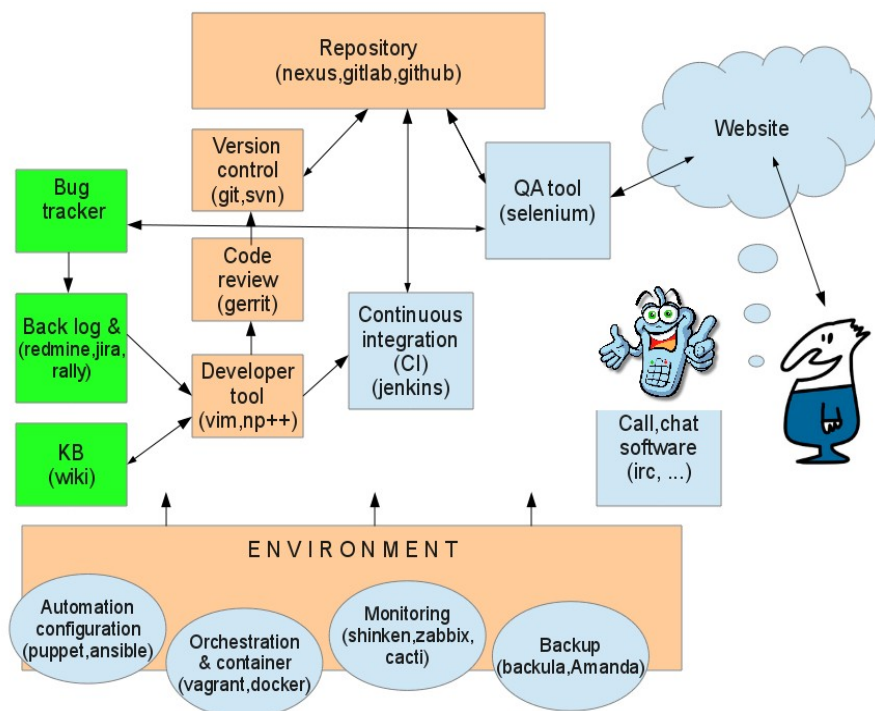 Repository
(nexus,gitlab,github)
Website
Version
control
(git,svn)
QA tool
(selenium)
Bug
tracker
Code
review
(gerrit)
Continuous
integration
(CI)
(jenkins)
Back log &
(redmine,jira,
rally)
Developer
tool
(vim,np++)
Call,chat
software
(irc, ...)
KB
(wiki)
ENVIRONMENT
Automation
configuration
(puppet,ansible)
Orchestration
& container
(vagrant,docker)
Monitoring
(shinken,zabbix,
cacti)
Backup
(backula,Amanda)